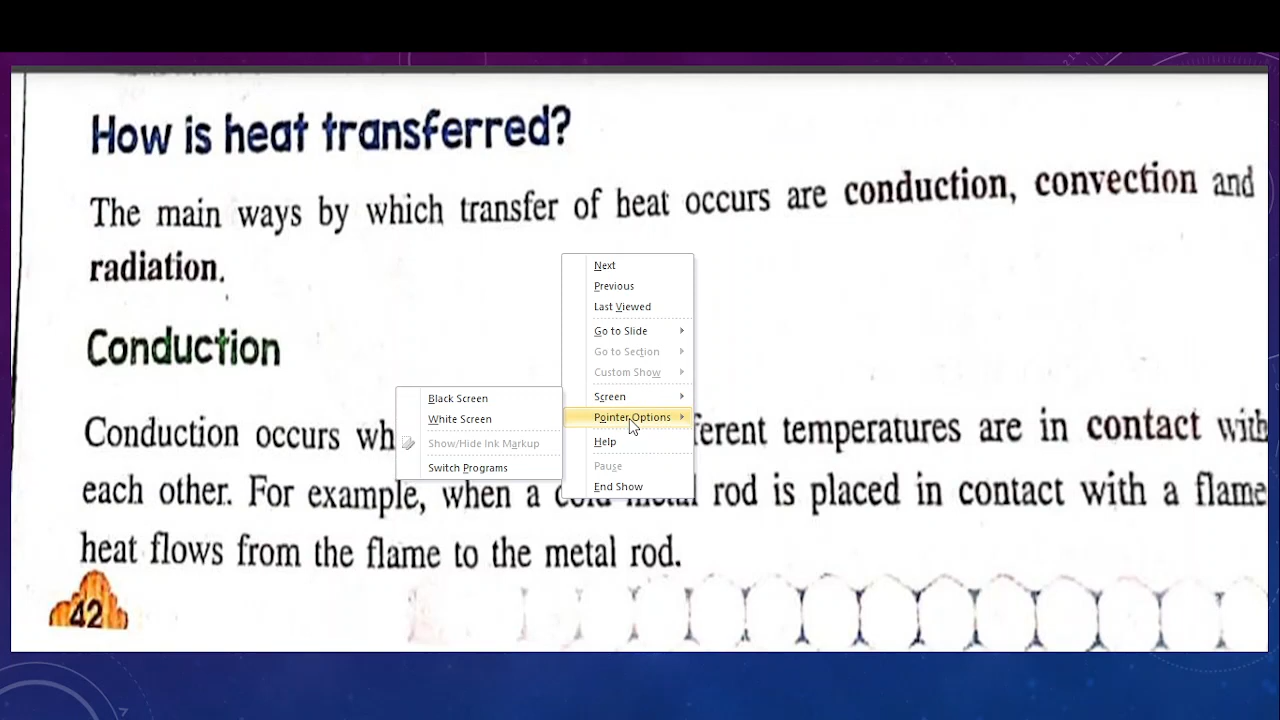 How is heat transferred?
The main ways by which transfer of heat occurs are conduction, convection and
radiation.
Conduction
Conduction occurs wh ferent temperatures are in contact with
each other. For example, when a cold metal rod is placed in contact with a flame
heat flows from the flame to the metal rod.
42
Next
Previous
Last Viewed
Go to Slide
Go to Section
Custom Show
Screen
Pointer Options
Help
Pause
End Show
Black Screen
White Screen
Show/Hide Ink Markup
Switch Programs